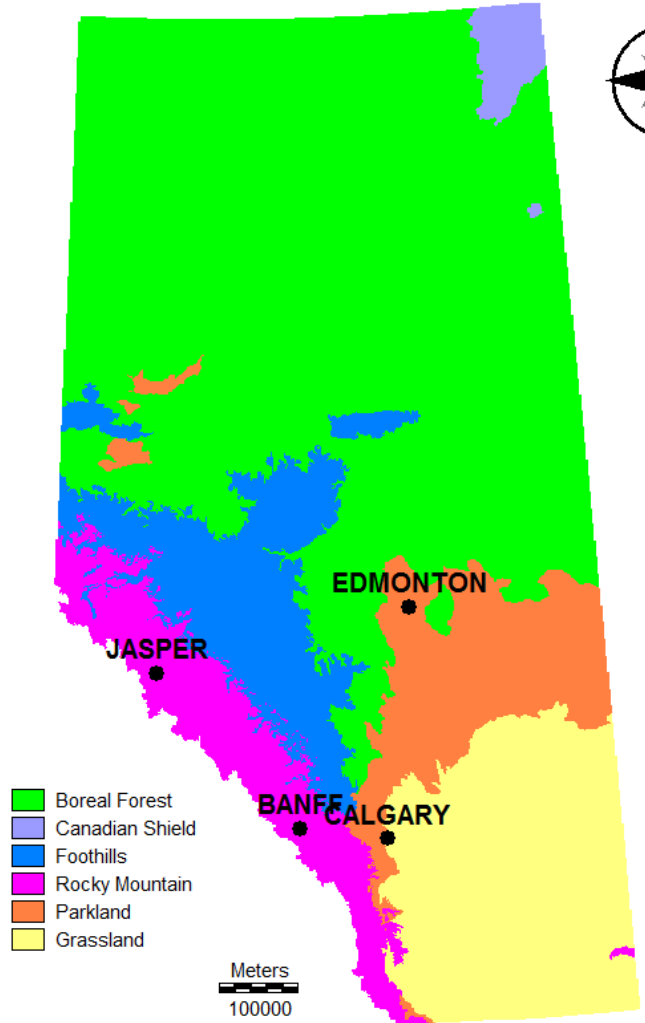 EDMONTON
JASPER
BANFF
CALGARY
Boreal Forest
Canadian Shield
Foothills
Rocky Mountain
Parkland
Grassland
Meters
100000